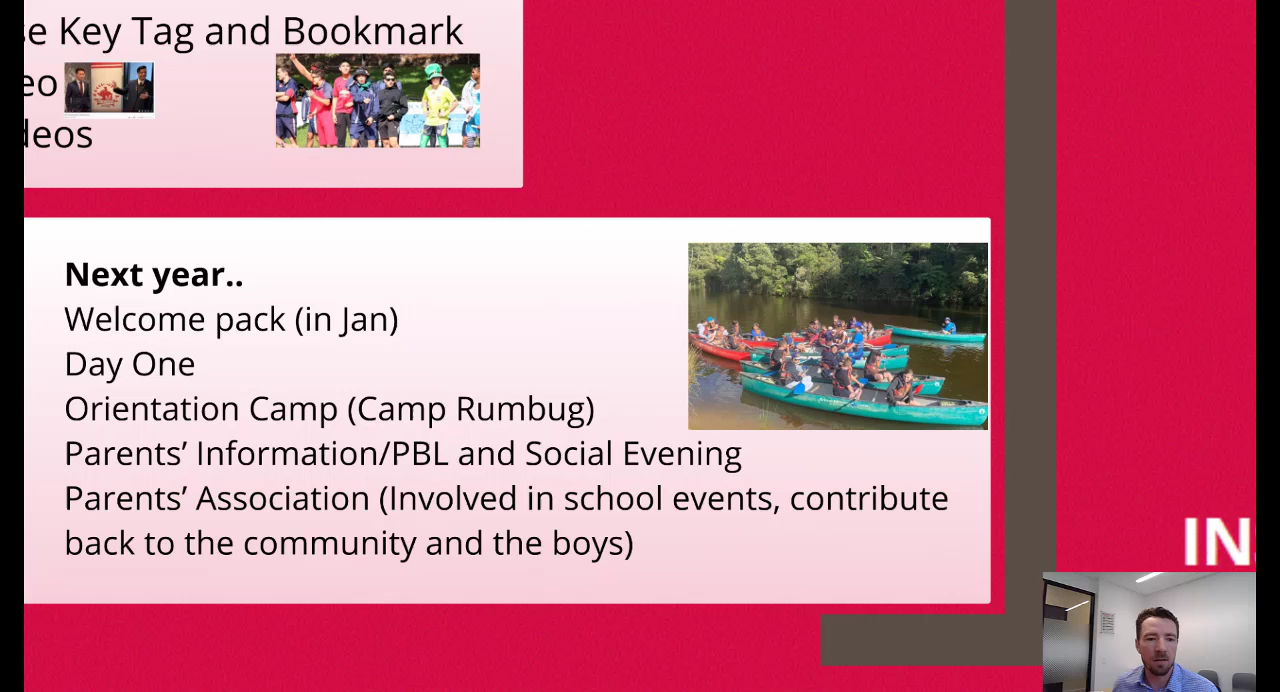 se Key Tag and Bookmark
eo
deos
Next year..
Welcome pack (in Jan)
Day One
Orientation Camp (Camp Rumbug)
Parents’ Information/PBL and Social Evening
Parents’ Association (Involved in school events, contribute
back to the community and the boys)
IN